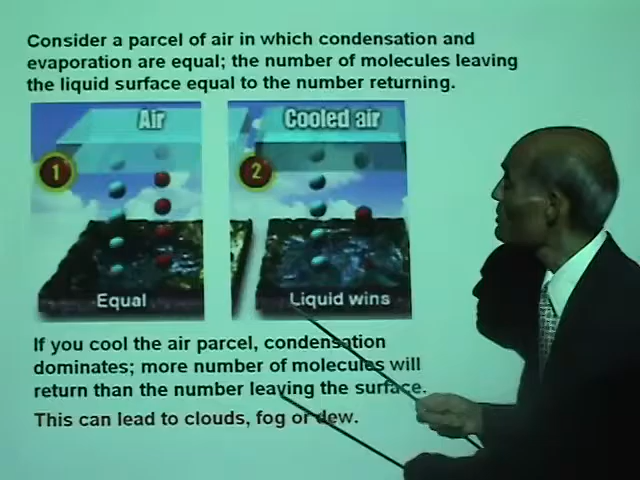 Consider a parcel of air in which condensation and
evaporation are equal; the number of molecules leaving
the liquid surface equal to the number returning.
Air
Cooled air
1
2
Equal
Liquid wins
If you cool the air parcel, condensation
dominates; more number of molecules will
return than the number leaving the surface.
This can lead to clouds, fog or dew.